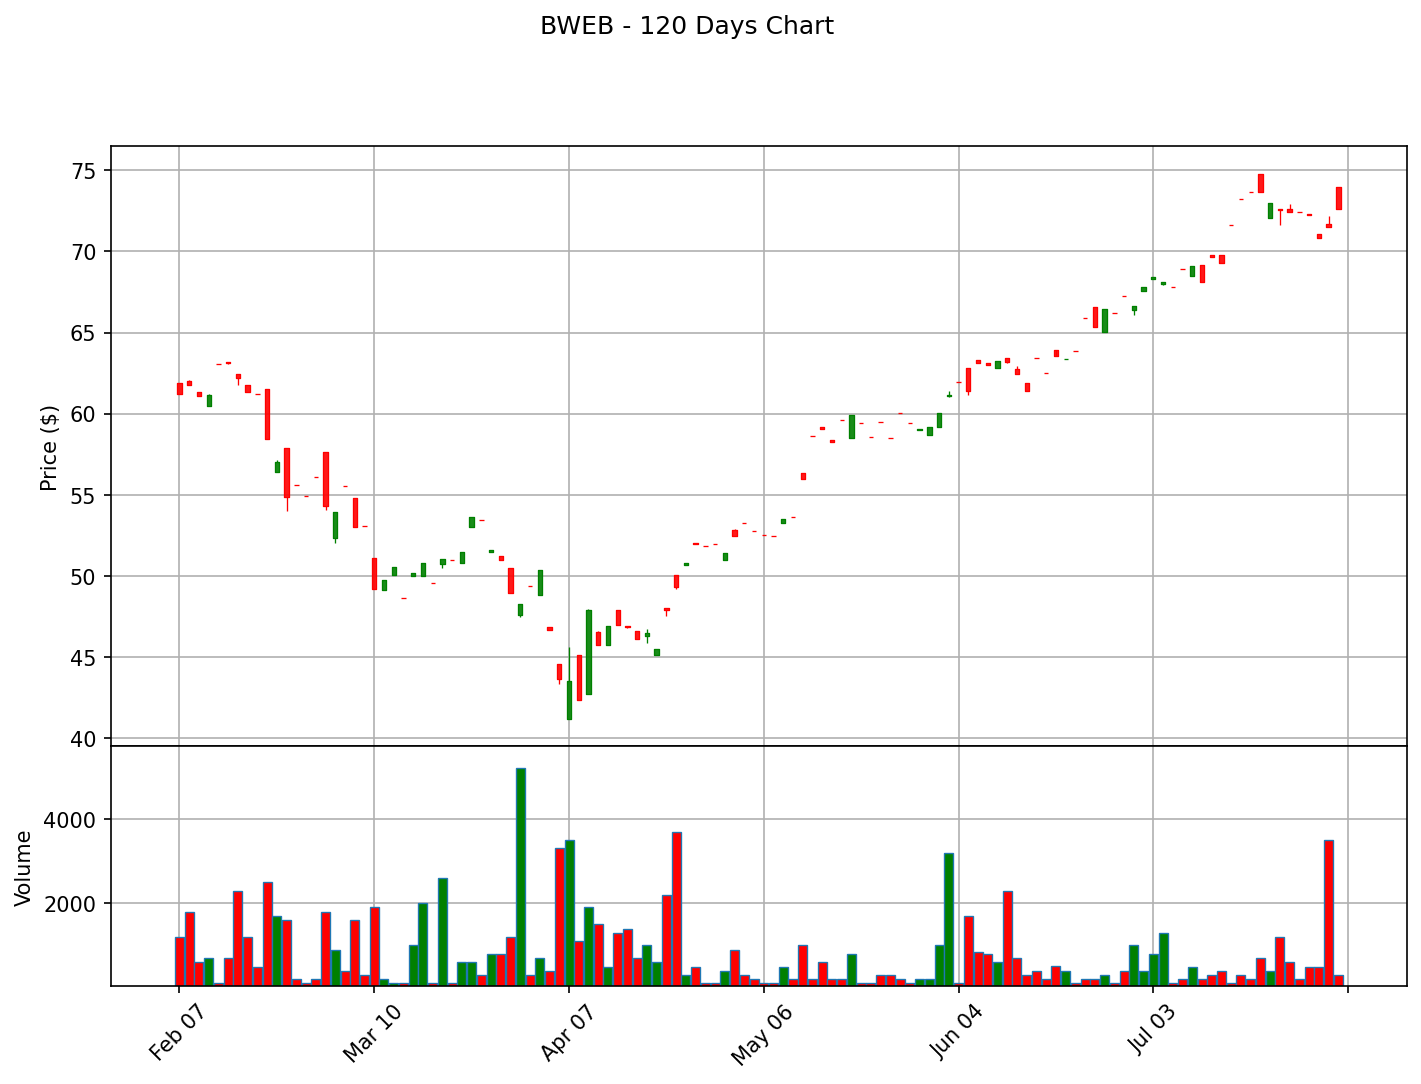 BWEB - 120 Days Chart
75
70
65
60
55
50
45
40
Price ($)
4000
2000
Volume
Feb 07
Mar 10
Apr 07
May 06
Jun 04
Jul 03